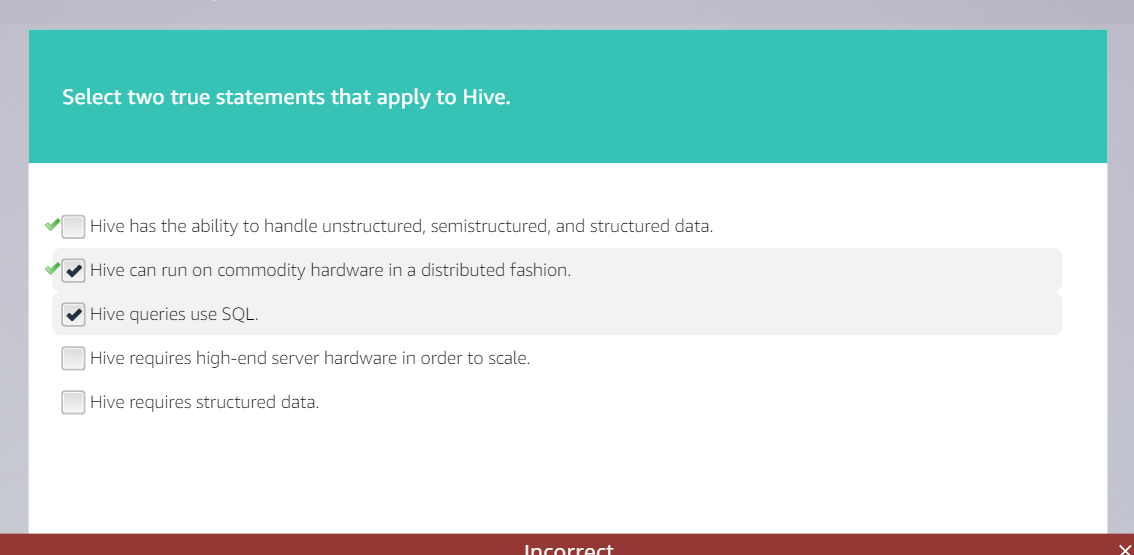 Select two true statements that apply to Hive.
Hive has the ability to handle unstructured, semistructured, and structured data.
Hive can run on commodity hardware in a distributed fashion.
Hive queries use SQL.
Hive requires high-end server hardware in order to scale.
Hive requires structured data.
Incorrect